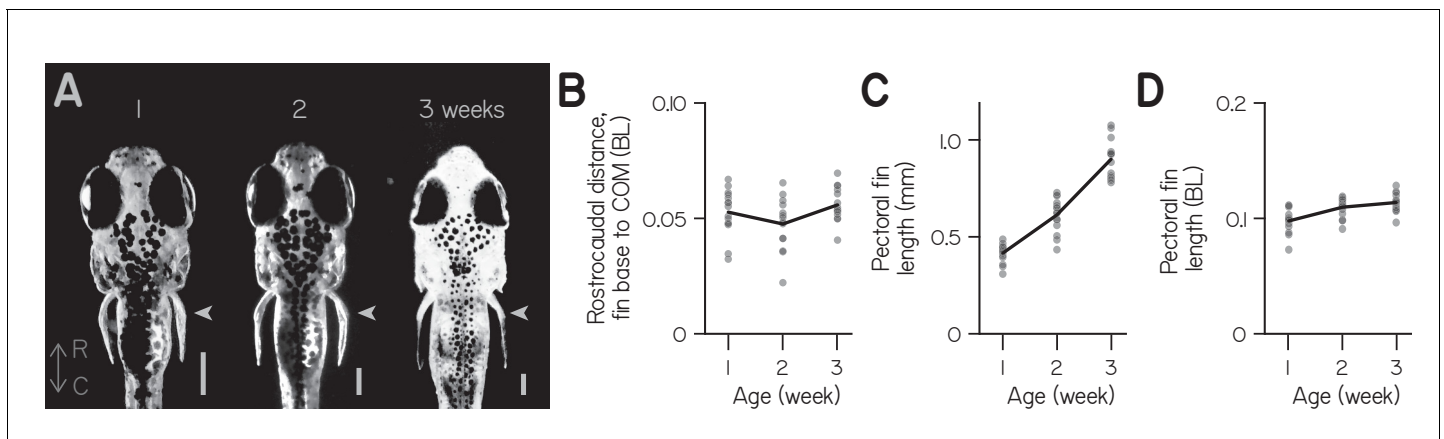 A
1
2
3 weeks
R
C
B
Rostrocaudal distance,
fin base to COM (BL)
0.10
0.05
0
1
2
3
Age (week)
C
Pectoral fin
length (mm)
1.0
0.5
0
1
2
3
Age (week)
D
Pectoral fin
length (BL)
0.2
0.1
0
1
2
3
Age (week)